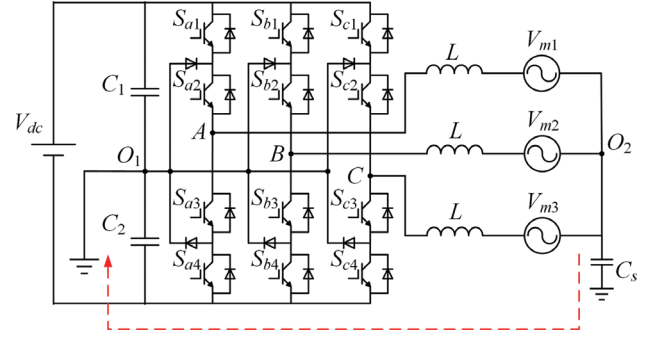 Sa1 Sb1 Sc1
L Vm1
C1 Sa2 Sb2 Sc2
Vdc A L Vm2
O1 B O2
C
C2 Sa3 Sb3 Sc3 L Vm3
Sa4 Sb4 Sc4 Cs